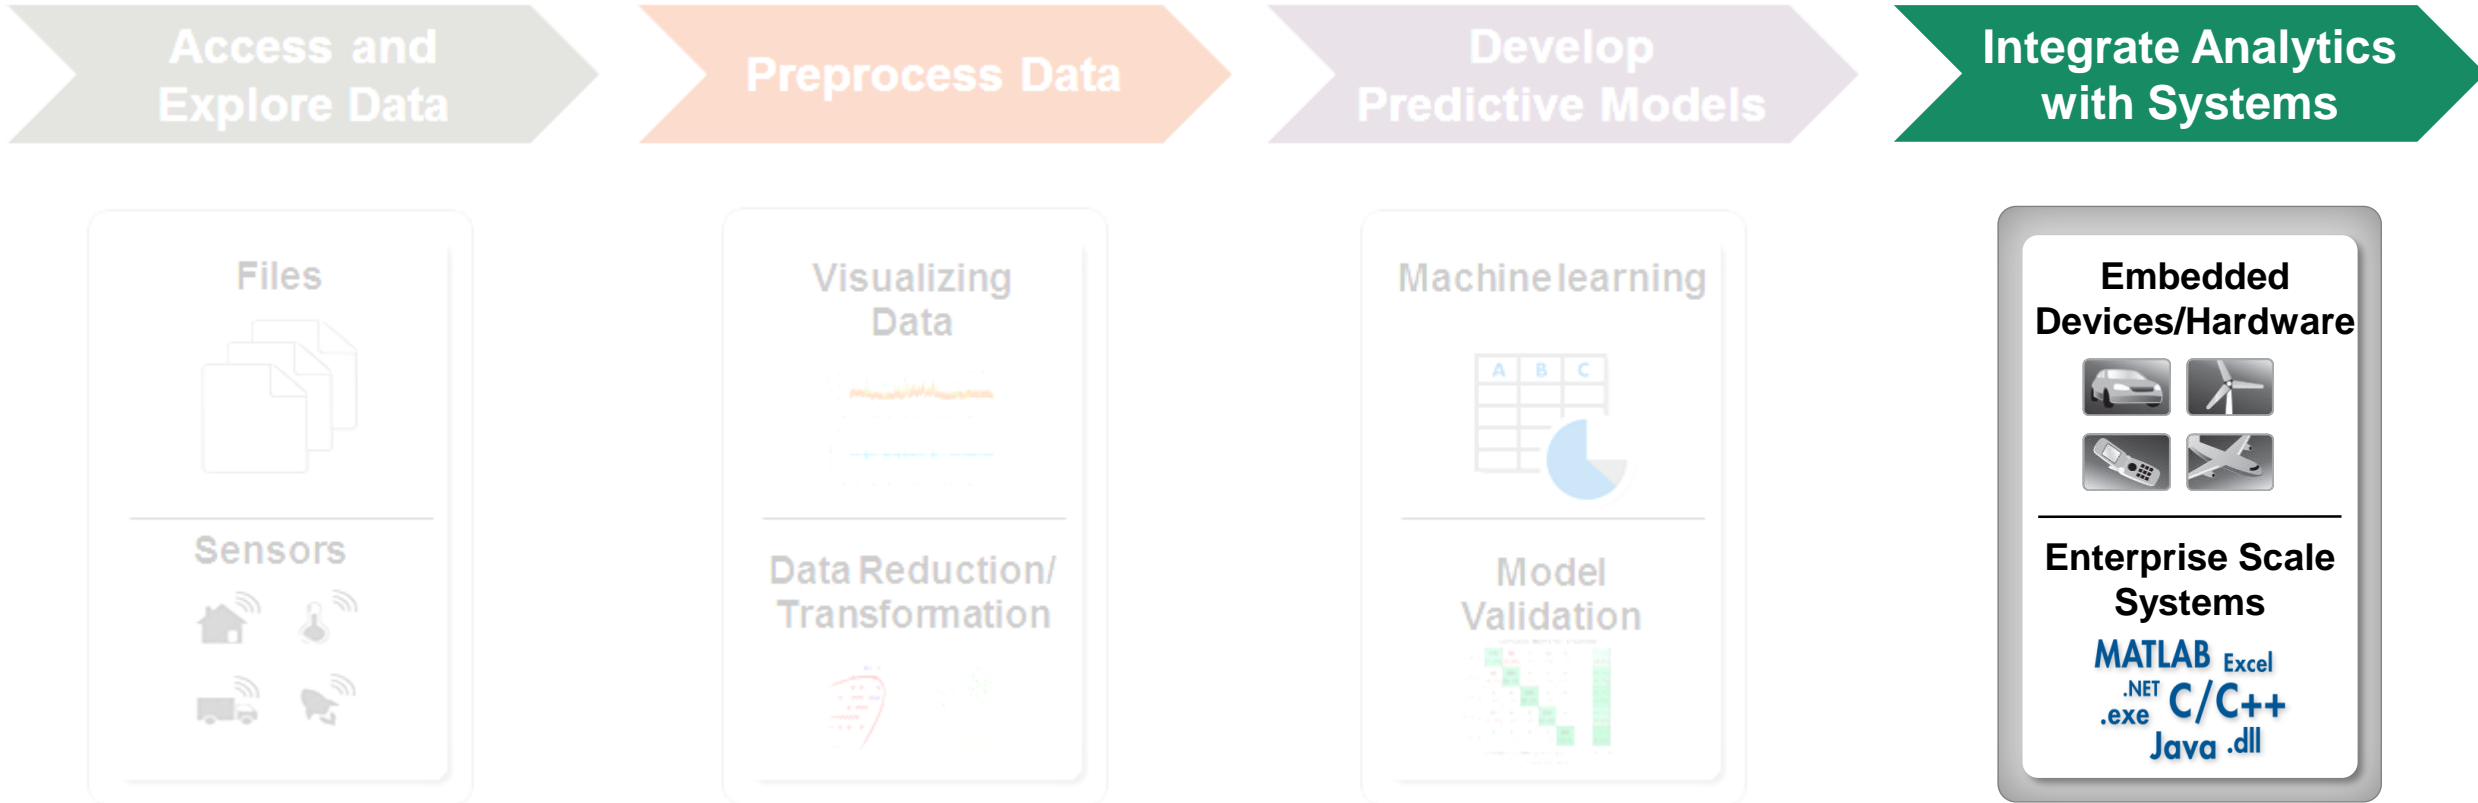 Access and
Explore Data
Preprocess Data
Develop
Predictive Models
Integrate Analytics
with Systems
Files
Sensors
Visualizing
Data
Data Reduction/
Transformation
Machine learning
A B C
Model
Validation
Embedded
Devices/Hardware
Enterprise Scale
Systems
MATLAB Excel
.NET C/C++
.exe
Java .dll